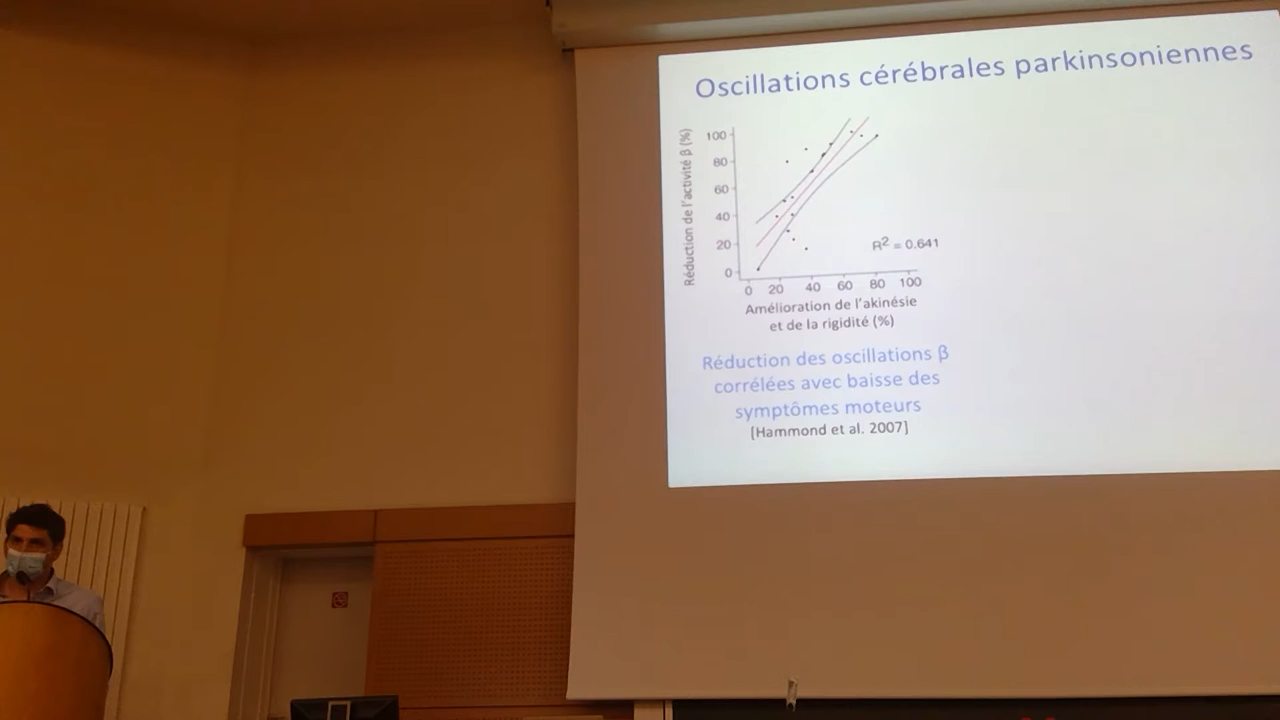 Oscillations cérébrales parkinsoniennes
Réduction de l'activité β (%)
100
80
60
40
20
0
R² = 0.641
0 20 40 60 80 100
Amélioration de l'akinésie
et de la rigidité (%)
Réduction des oscillations β
corrélées avec baisse des
symptômes moteurs
[Hammond et al. 2007]